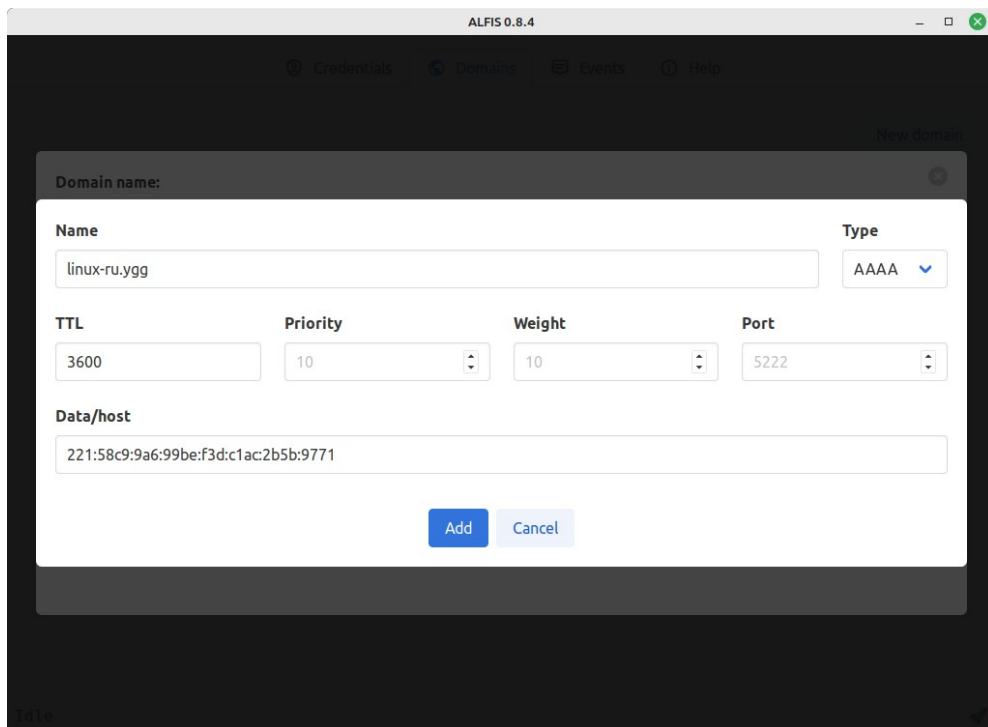 ALFIS 0.8.4
Credentials Domains Events Help
New domain
Domain name:
Name Type
linux-ru.ygg AAAA
TTL Priority Weight Port
3600 10 10 5222
Data/host
221:58c9:9a6:99be:f3d:c1ac:2b5b:9771
Add Cancel
Idle